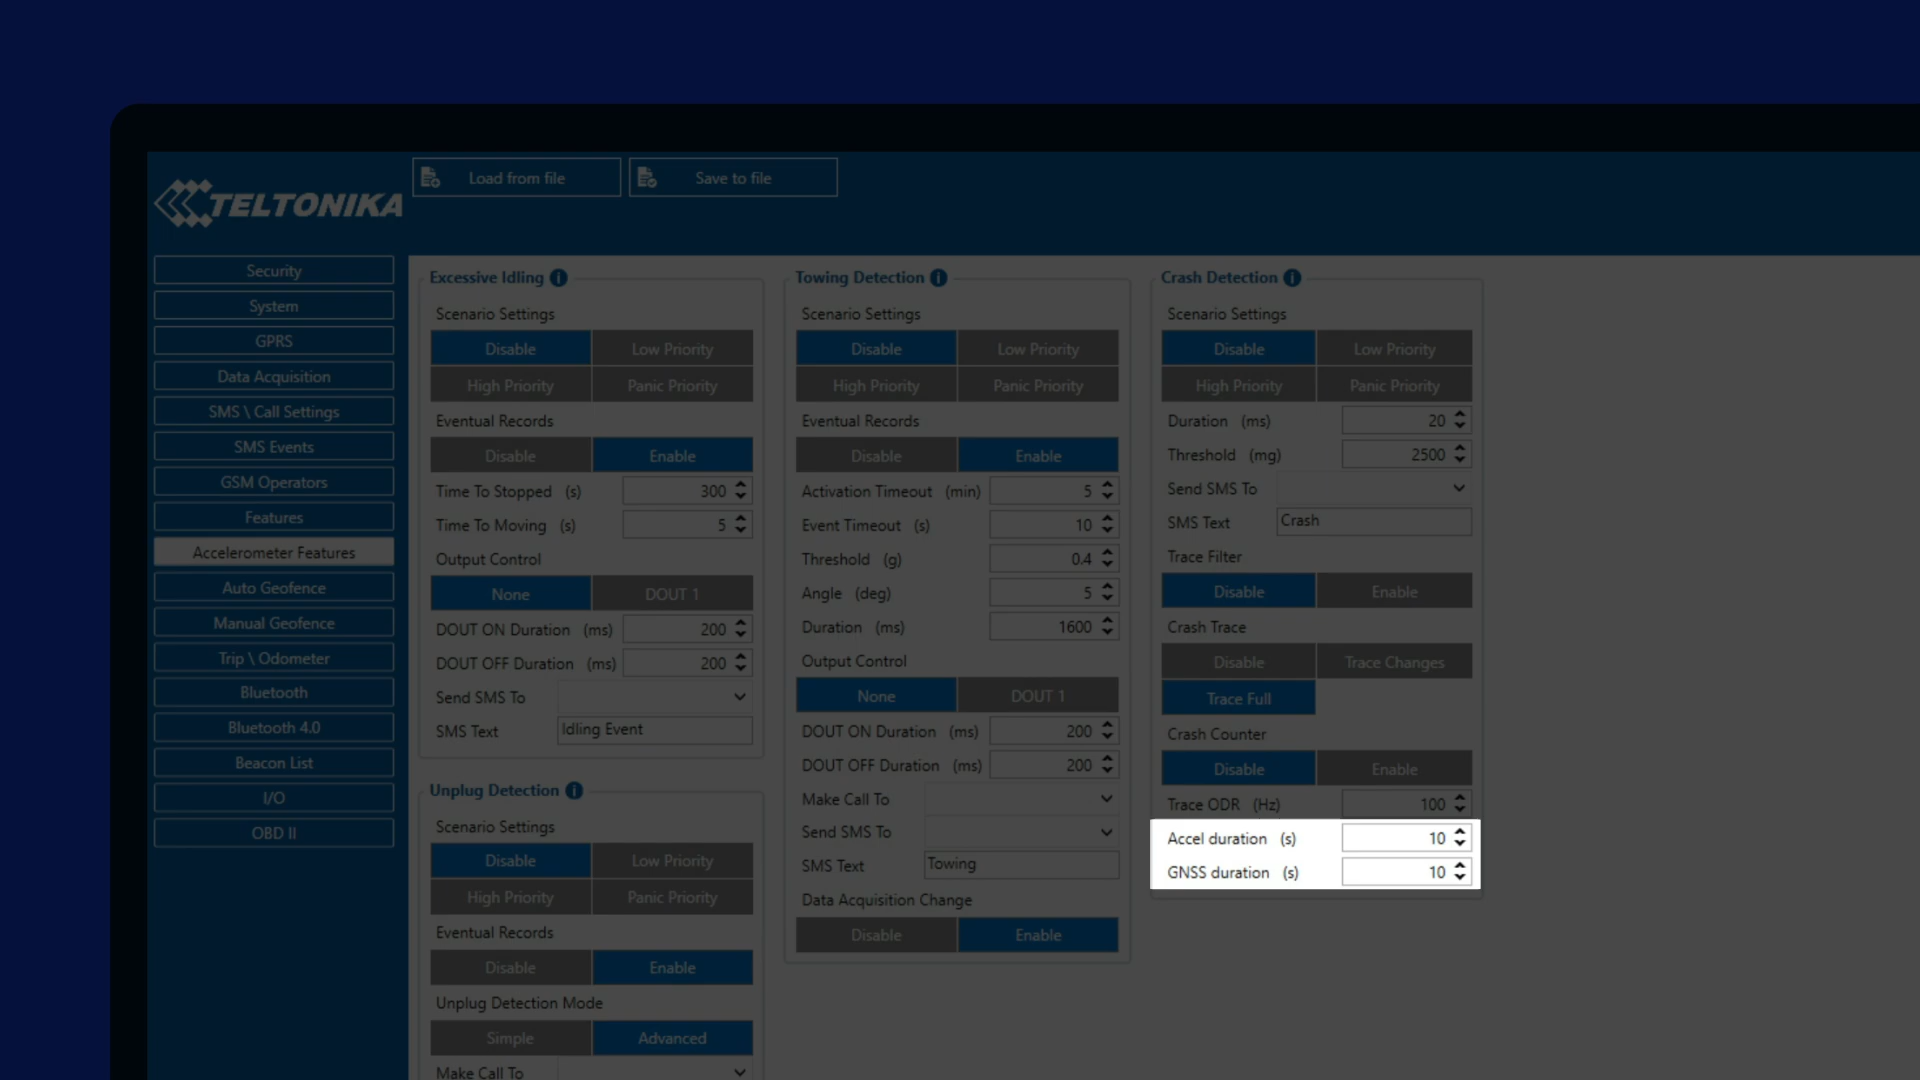 TELTONIKA
Load from file
Save to file
Security
System
GPRS
Data Acquisition
SMS \ Call Settings
SMS Events
GSM Operators
Features
Accelerometer Features
Auto Geofence
Manual Geofence
Trip \ Odometer
Bluetooth
Bluetooth 4.0
Beacon List
I/O
OBD II
Excessive Idling
Scenario Settings
Disable Low Priority
High Priority Panic Priority
Eventual Records
Disable Enable
Time To Stopped (s) 300
Time To Moving (s) 5
Output Control
None DOUT 1
DOUT ON Duration (ms) 200
DOUT OFF Duration (ms) 200
Send SMS To
SMS Text Idling Event
Unplug Detection
Scenario Settings
Disable Low Priority
High Priority Panic Priority
Eventual Records
Disable Enable
Unplug Detection Mode
Simple Advanced
Make Call To
Towing Detection
Scenario Settings
Disable Low Priority
High Priority Panic Priority
Eventual Records
Disable Enable
Activation Timeout (min) 5
Event Timeout (s) 10
Threshold (g) 0.4
Angle (deg) 5
Duration (ms) 1600
Output Control
None DOUT 1
DOUT ON Duration (ms) 200
DOUT OFF Duration (ms) 200
Make Call To
Send SMS To
SMS Text Towing
Data Acquisition Change
Disable Enable
Crash Detection
Scenario Settings
Disable Low Priority
High Priority Panic Priority
Duration (ms) 20
Threshold (mg) 2500
Send SMS To
SMS Text Crash
Trace Filter
Disable Enable
Crash Trace
Disable Trace Changes
Trace Full
Crash Counter
Disable Enable
Trace ODR (Hz) 100
Accel duration (s) 10
GNSS duration (s) 10